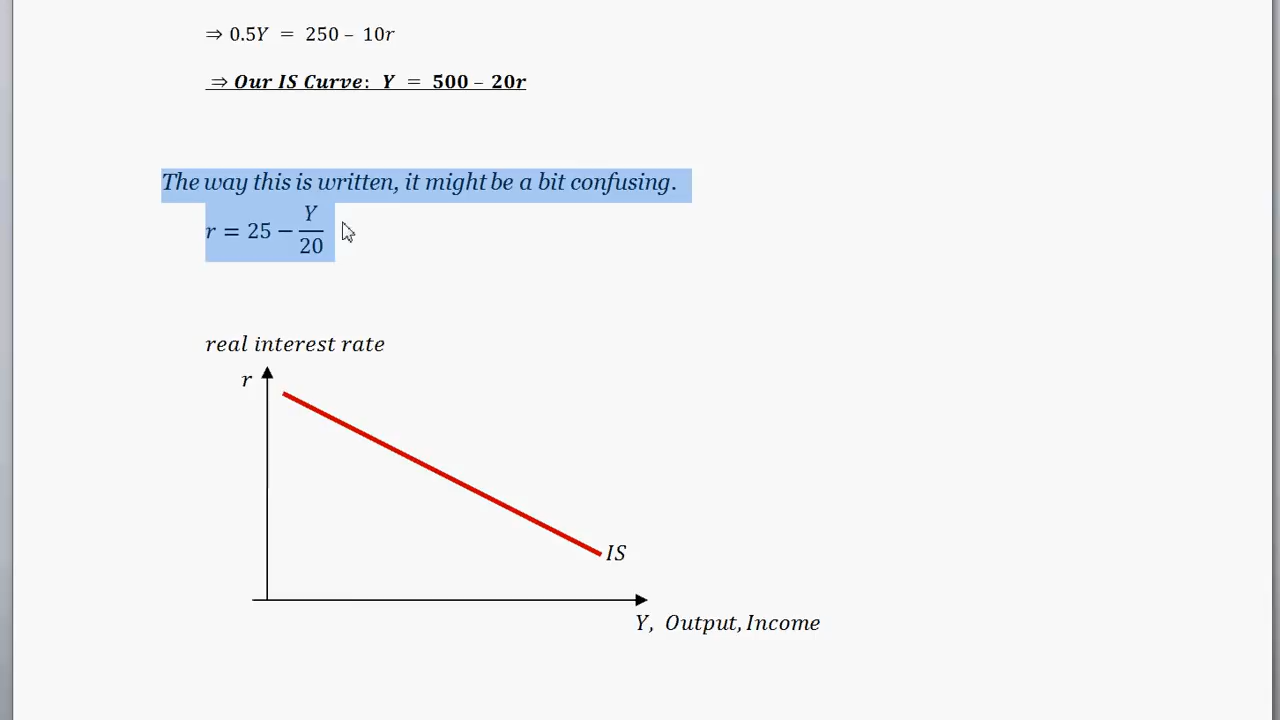 ⇒ 0.5Y = 250 – 10r
⇒ Our IS Curve: Y = 500 – 20r
The way this is written, it might be a bit confusing.
r = 25 − Y/20
real interest rate
r
IS
Y, Output, Income